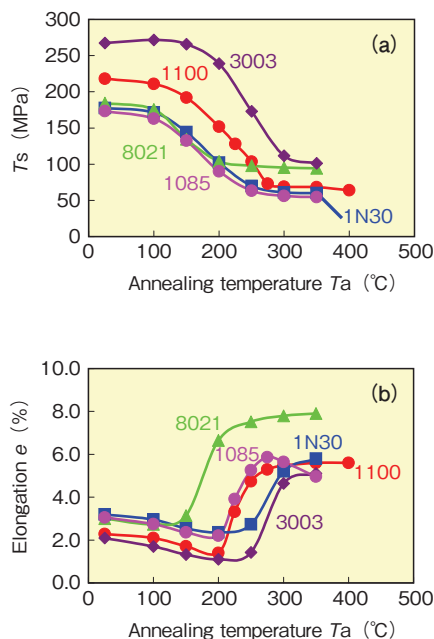 300
250
200
150
100
50
0
Ts (MPa)
(a)
3003
1100
8021
1085
1N30
0 100 200 300 400 500
Annealing temperature Ta (℃)
10.0
8.0
6.0
4.0
2.0
0.0
Elongation e (%)
(b)
8021
1N30
1085
1100
3003
0 100 200 300 400 500
Annealing temperature Ta (℃)